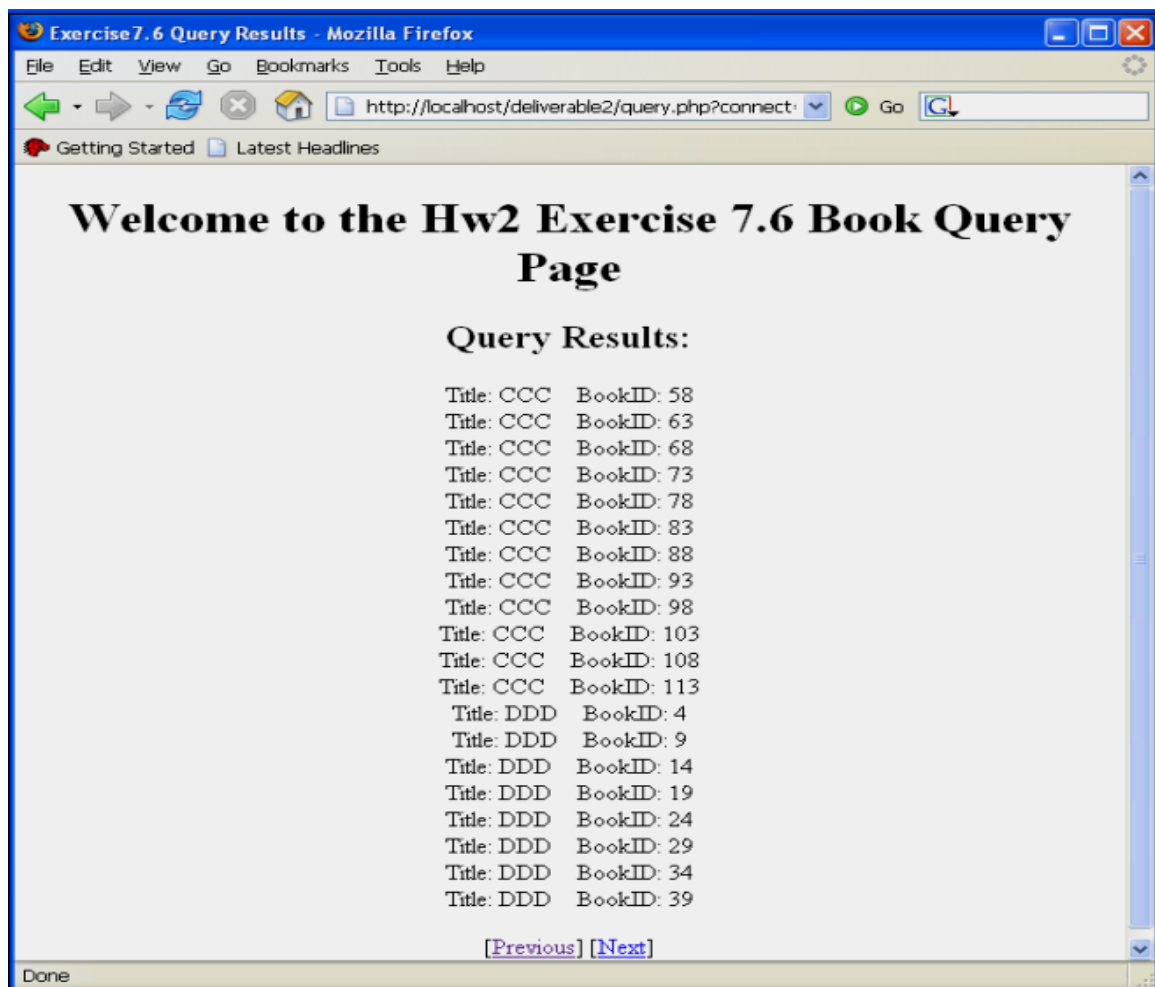 Exercise7.6 Query Results - Mozilla Firefox
File Edit View Go Bookmarks Tools Help
http://localhost/deliverable2/query.php?connect Go G
Getting Started Latest Headlines
Welcome to the Hw2 Exercise 7.6 Book Query
Page
Query Results:
Title: CCC BookID: 58
Title: CCC BookID: 63
Title: CCC BookID: 68
Title: CCC BookID: 73
Title: CCC BookID: 78
Title: CCC BookID: 83
Title: CCC BookID: 88
Title: CCC BookID: 93
Title: CCC BookID: 98
Title: CCC BookID: 103
Title: CCC BookID: 108
Title: CCC BookID: 113
Title: DDD BookID: 4
Title: DDD BookID: 9
Title: DDD BookID: 14
Title: DDD BookID: 19
Title: DDD BookID: 24
Title: DDD BookID: 29
Title: DDD BookID: 34
Title: DDD BookID: 39
[Previous] [Next]
Done